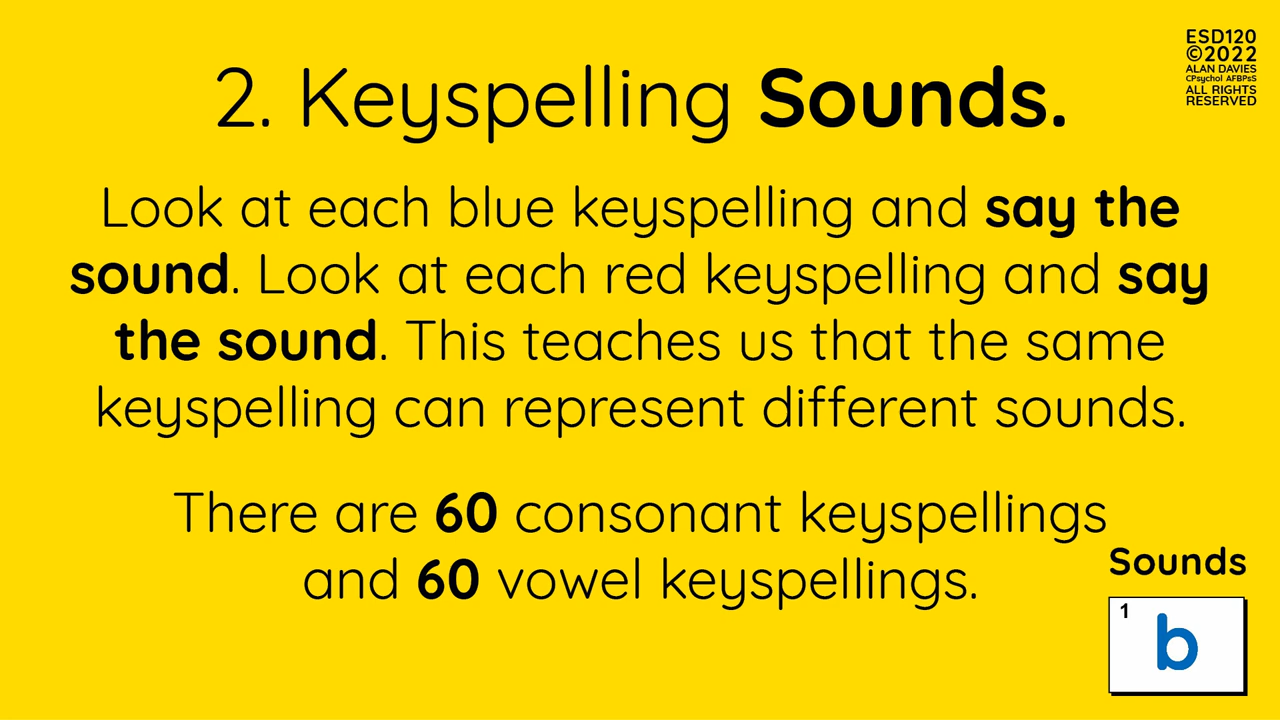 ESD120
©2022
ALAN DAVIES
CPsychol AFBPsS
ALL RIGHTS
RESERVED
2. Keyspelling Sounds.
Look at each blue keyspelling and say the
sound. Look at each red keyspelling and say
the sound. This teaches us that the same
keyspelling can represent different sounds.
There are 60 consonant keyspellings
and 60 vowel keyspellings.
Sounds
1
b